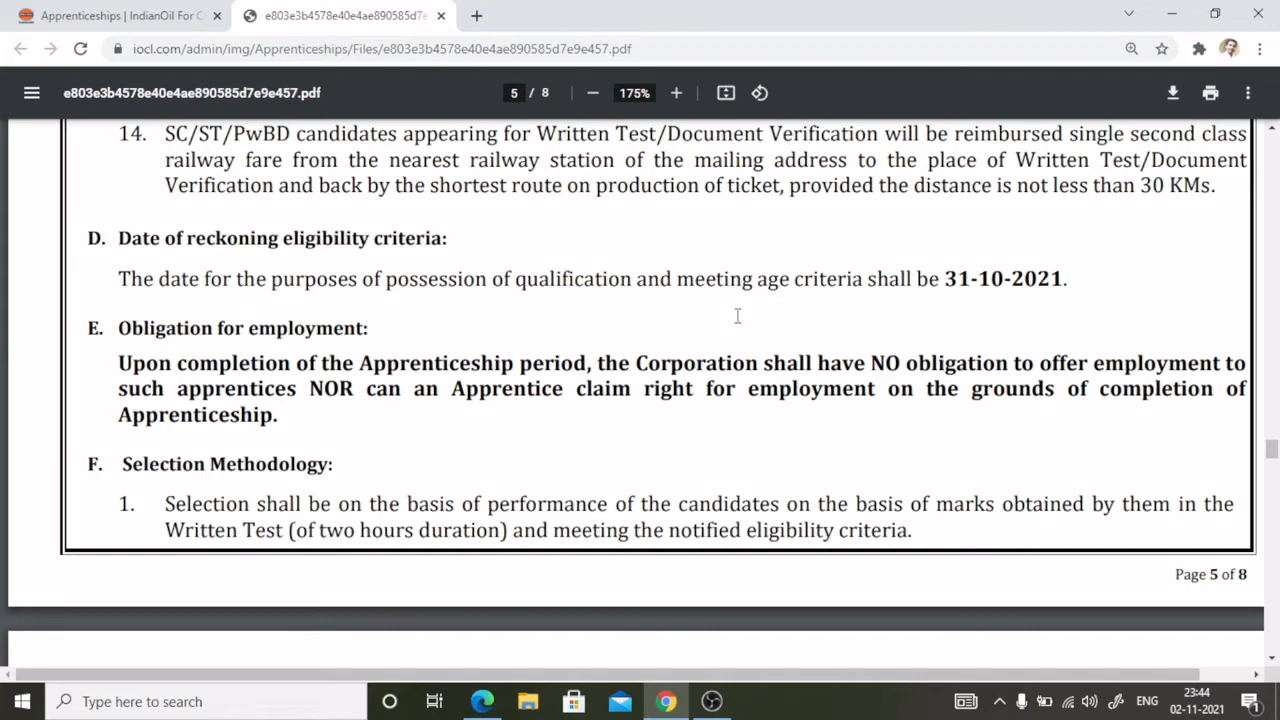 Apprenticeships | IndianOil For C
e803e3b4578e40e4ae890585d7e9e457
iocl.com/admin/img/Apprenticeships/Files/e803e3b4578e40e4ae890585d7e9e457.pdf
e803e3b4578e40e4ae890585d7e9e457.pdf
5 / 8
175%
14. SC/ST/PwBD candidates appearing for Written Test/Document Verification will be reimbursed single second class
railway fare from the nearest railway station of the mailing address to the place of Written Test/Document
Verification and back by the shortest route on production of ticket, provided the distance is not less than 30 KMs.
D. Date of reckoning eligibility criteria:
The date for the purposes of possession of qualification and meeting age criteria shall be 31-10-2021.
E. Obligation for employment:
Upon completion of the Apprenticeship period, the Corporation shall have NO obligation to offer employment to
such apprentices NOR can an Apprentice claim right for employment on the grounds of completion of
Apprenticeship.
F. Selection Methodology:
1. Selection shall be on the basis of performance of the candidates on the basis of marks obtained by them in the
Written Test (of two hours duration) and meeting the notified eligibility criteria.
Page 5 of 8
Type here to search
ENG
23:44
02-11-2021
1